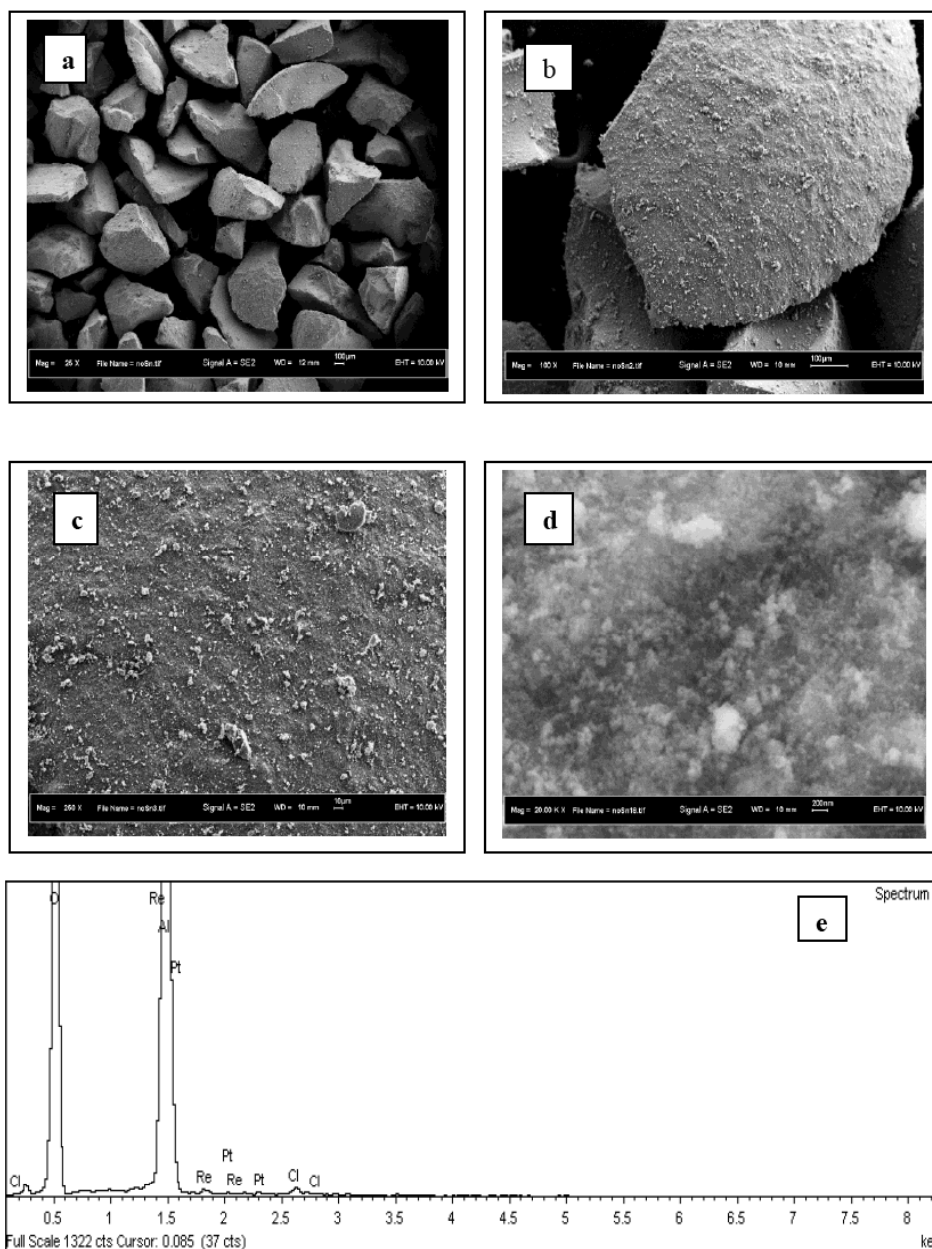 a
Mag = 25 X File Name = noSn.tif Signal A = SE2 WD = 12 mm 100µm EHT = 10.00 kV
b
Mag = 100 X File Name = noSn2.tif Signal A = SE2 WD = 10 mm 100µm EHT = 10.00 kV
c
Mag = 250 X File Name = noSn3.tif Signal A = SE2 WD = 10 mm 10µm EHT = 10.00 kV
d
Mag = 20.00 K X File Name = noSn16.tif Signal A = SE2 WD = 10 mm 200nm EHT = 10.00 kV
Spectrum
e
O Re
Al
Pt
Pt
Cl Re Re Pt Cl Cl
0.5 1 1.5 2 2.5 3 3.5 4 4.5 5 5.5 6 6.5 7 7.5 8
Full Scale 1322 cts Cursor: 0.085 (37 cts) ke